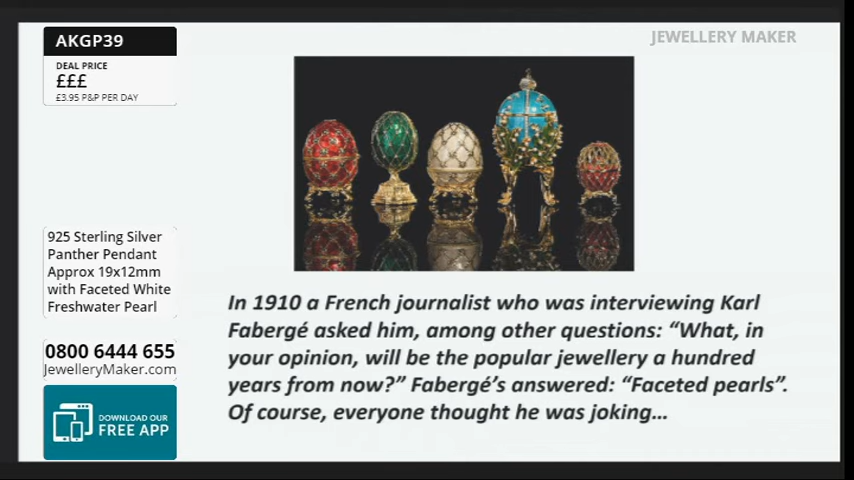 AKGP39
DEAL PRICE
£££
£3.95 P&P PER DAY
JEWELLERY MAKER
925 Sterling Silver
Panther Pendant
Approx 19x12mm
with Faceted White
Freshwater Pearl
0800 6444 655
JewelleryMaker.com
DOWNLOAD OUR
FREE APP
In 1910 a French journalist who was interviewing Karl
Fabergé asked him, among other questions: “What, in
your opinion, will be the popular jewellery a hundred
years from now?” Fabergé’s answered: “Faceted pearls”.
Of course, everyone thought he was joking...